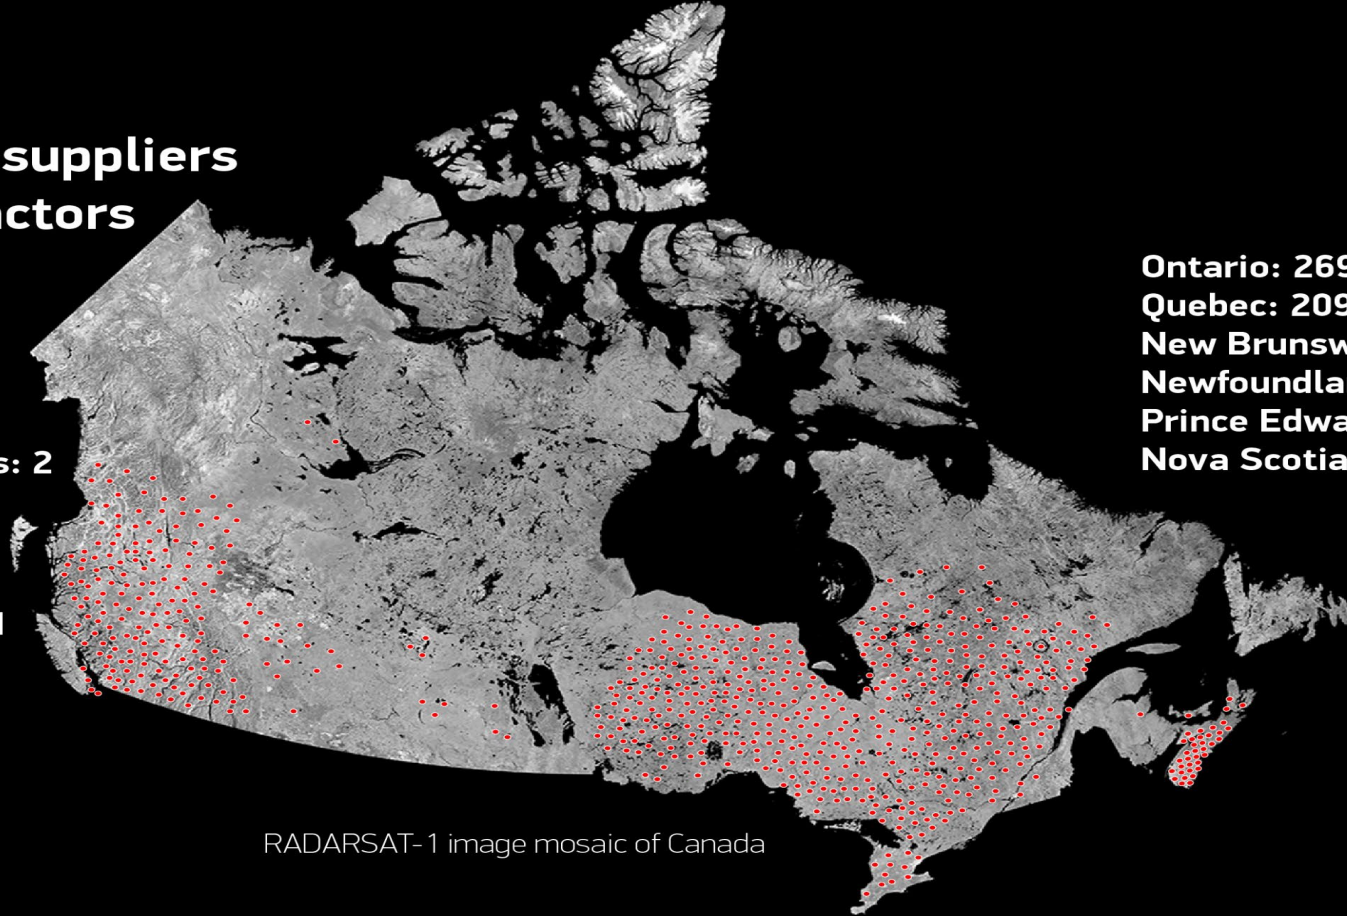 suppliers
actors
Ontario: 269
Quebec: 209
New Brunsw
Newfoundla
Prince Edwa
Nova Scotia
s: 2
RADARSAT-1 image mosaic of Canada